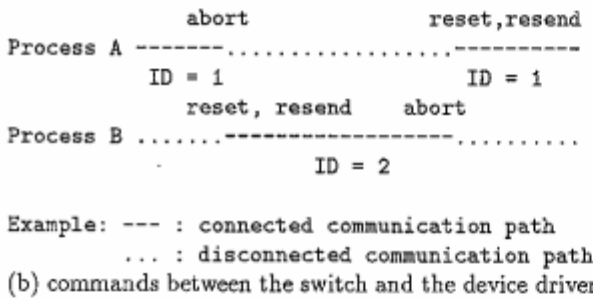 abort reset,resend
Process A -------...................----------
ID = 1 ID = 1
reset, resend abort
Process B .......-------------------..........
ID = 2
Example: --- : connected communication path
... : disconnected communication path
(b) commands between the switch and the device driver